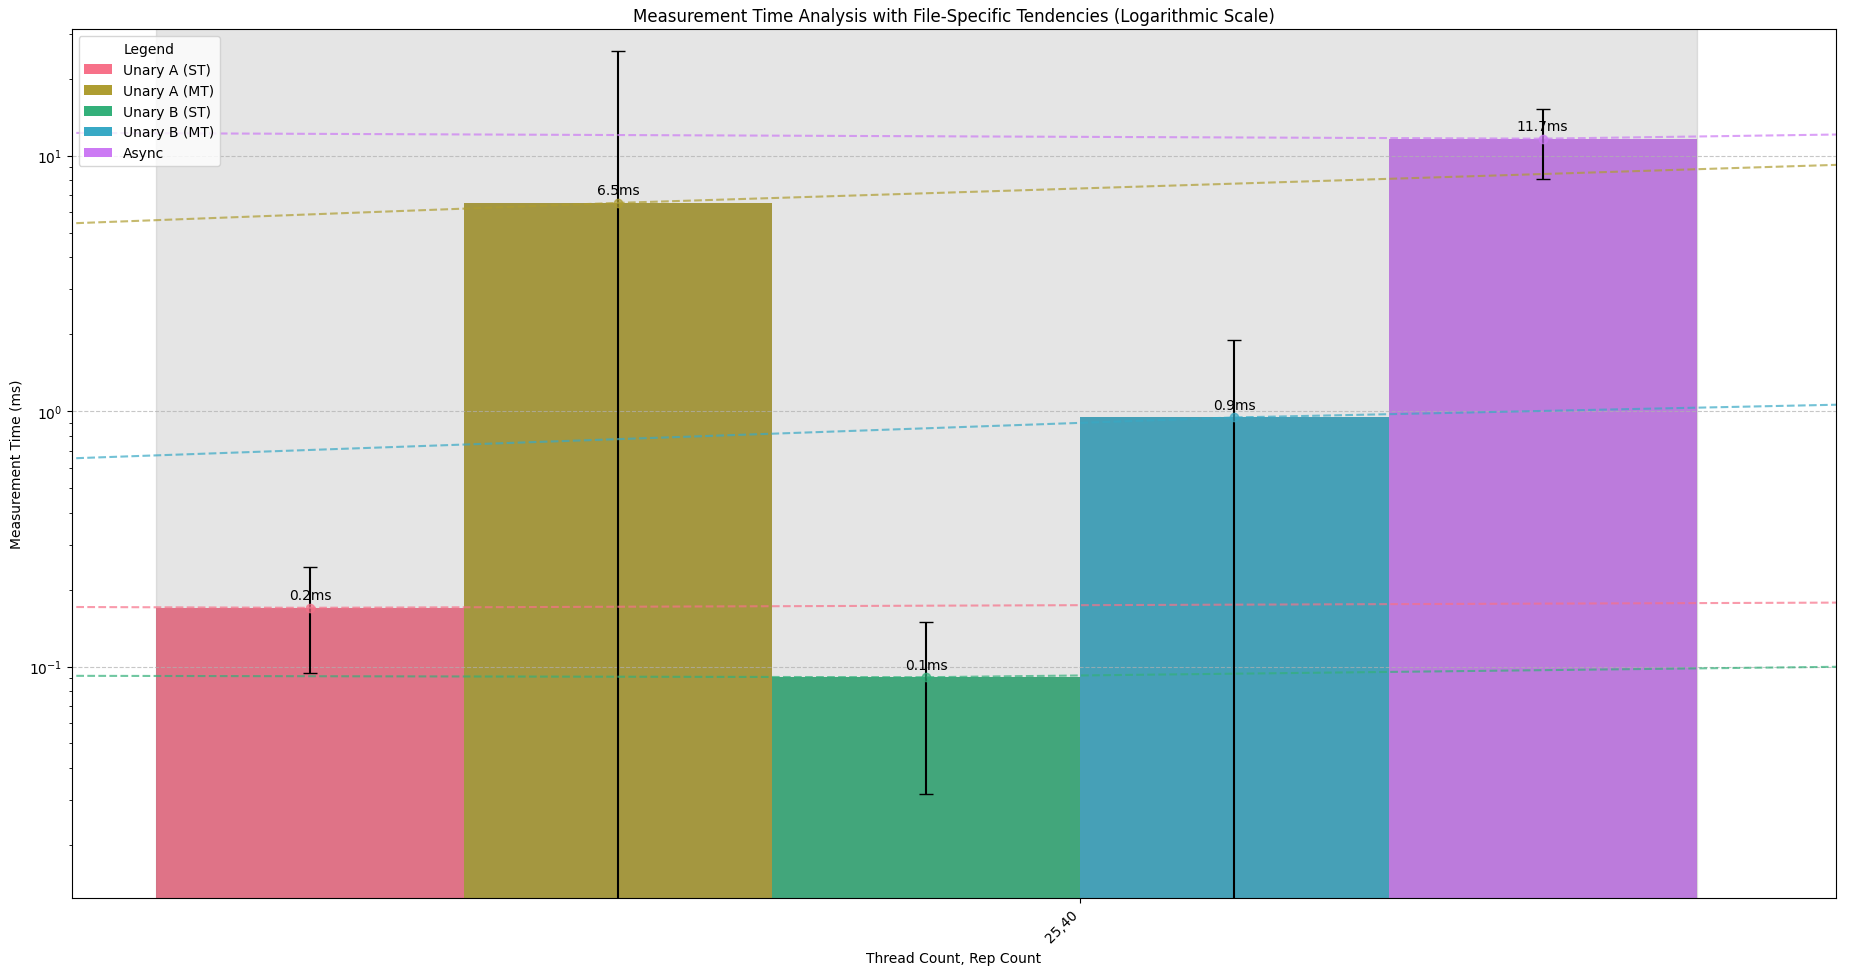 Measurement Time Analysis with File-Specific Tendencies (Logarithmic Scale)
Legend
Unary A (ST)
Unary A (MT)
Unary B (ST)
Unary B (MT)
Async
Measurement Time (ms)
10¹
10⁰
10⁻¹
0.2ms
6.5ms
0.1ms
0.9ms
11.7ms
25,40
Thread Count, Rep Count